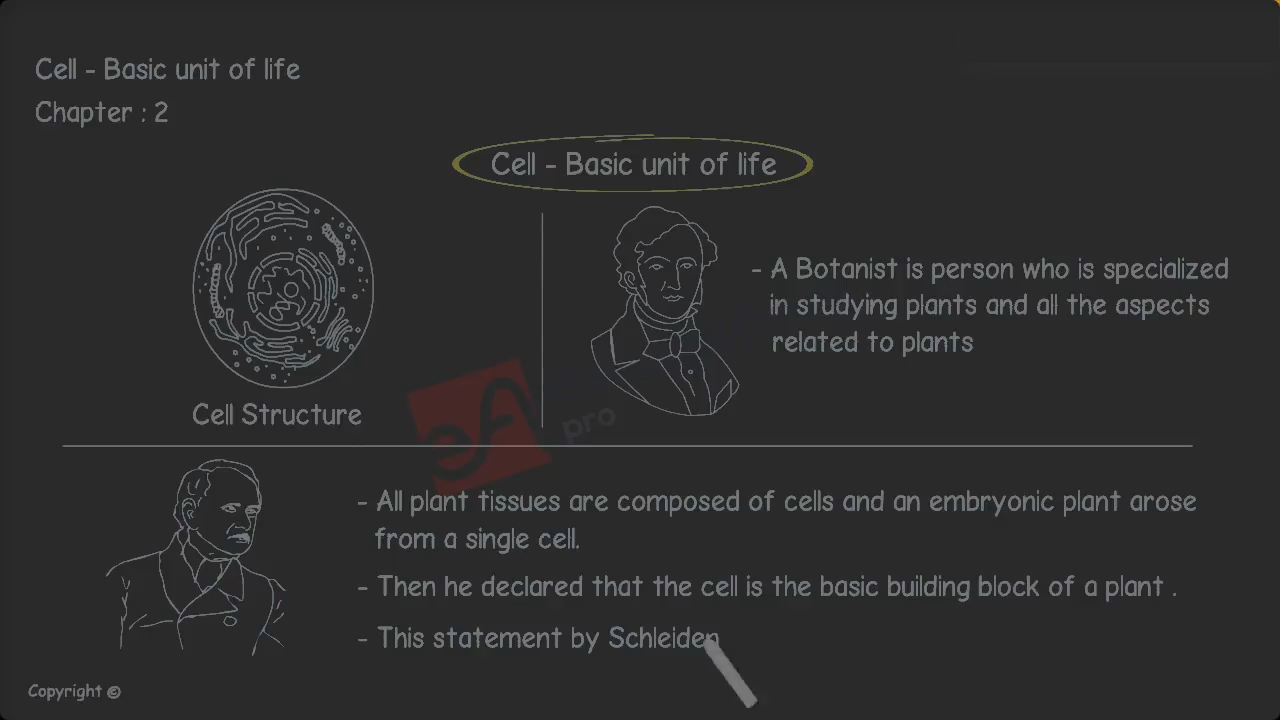 Cell - Basic unit of life
Chapter : 2
Cell - Basic unit of life
- A Botanist is person who is specialized
in studying plants and all the aspects
related to plants
Cell Structure
efa
pro
- All plant tissues are composed of cells and an embryonic plant arose
from a single cell.
- Then he declared that the cell is the basic building block of a plant .
- This statement by Schleiden
Copyright ©